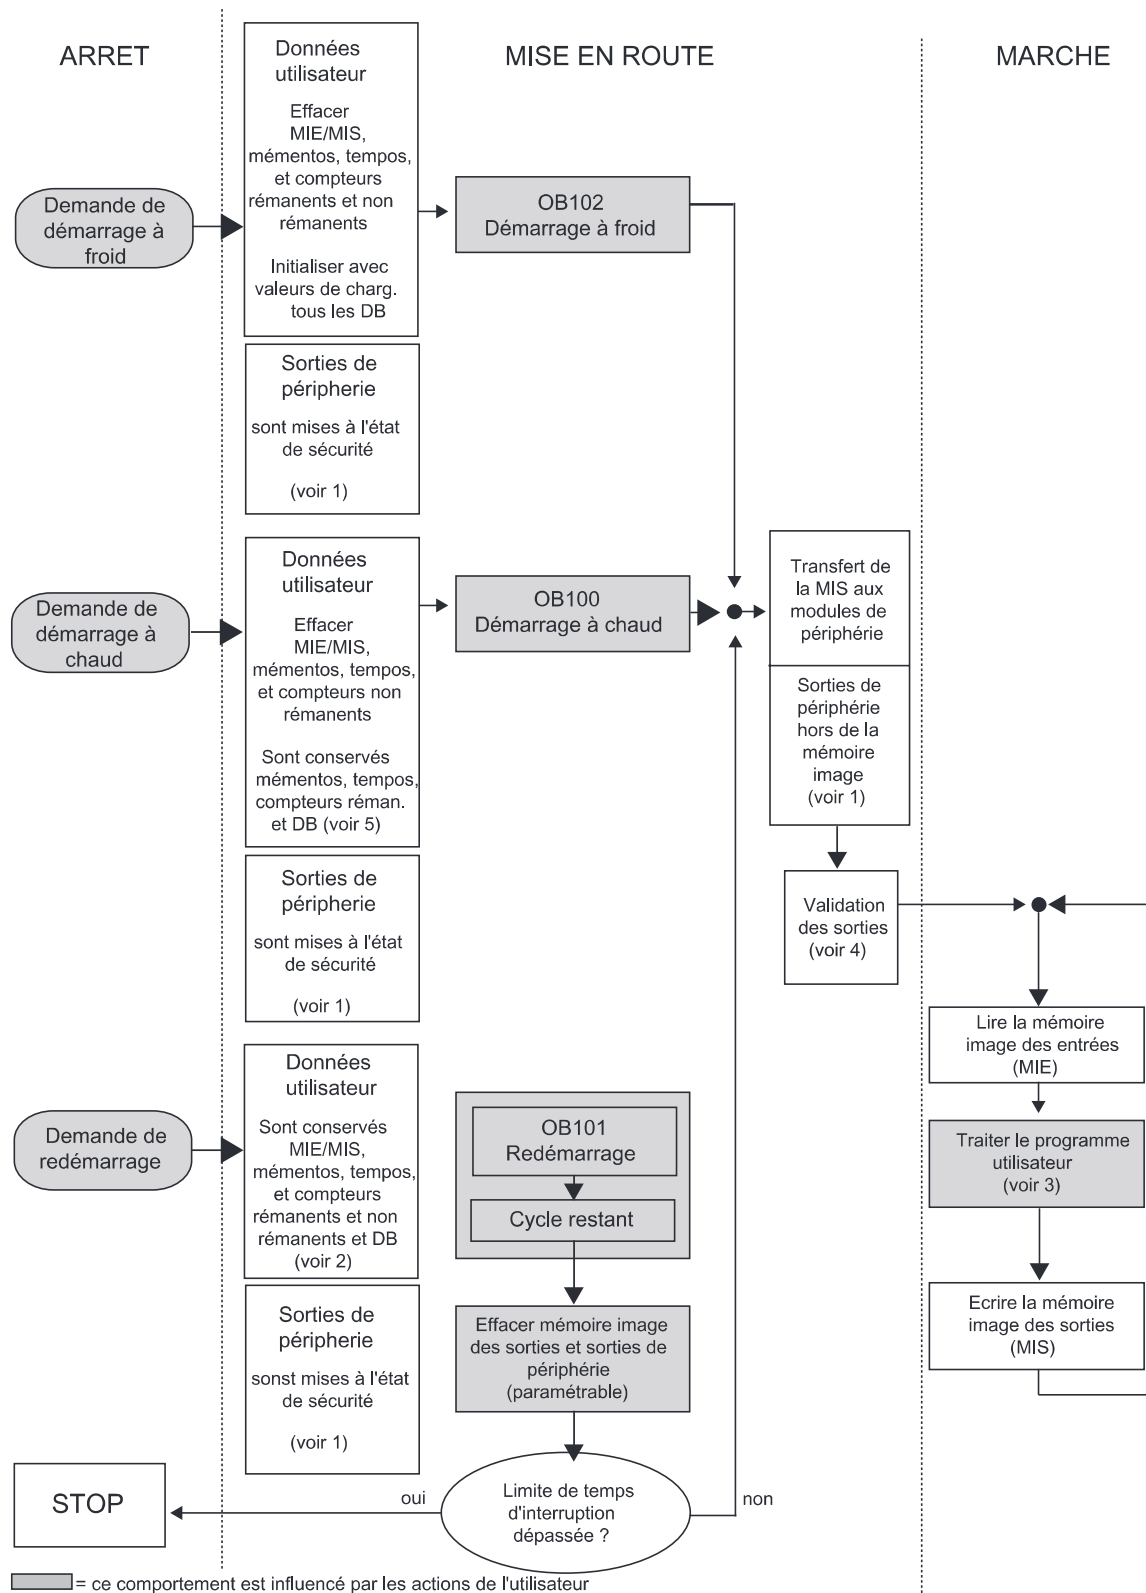 ARRET
MISE EN ROUTE
MARCHE
Demande de
démarrage à
froid
Données
utilisateur
Effacer
MIE/MIS,
mémentos, tempos,
et compteurs
rémanents et non
rémanents
Initialiser avec
valeurs de charg.
tous les DB
OB102
Démarrage à froid
Sorties de
péripherie
sont mises à l'état
de sécurité
(voir 1)
Demande de
démarrage à
chaud
Données
utilisateur
Effacer
MIE/MIS,
mémentos, tempos,
et compteurs non
rémanents
Sont conservés
mémentos, tempos,
compteurs réman.
et DB (voir 5)
OB100
Démarrage à chaud
Transfert de
la MIS aux
modules de
périphérie
Sorties de
périphérie
hors de la
mémoire
image
(voir 1)
Sorties de
péripherie
sont mises à l'état
de sécurité
(voir 1)
Validation
des sorties
(voir 4)
Lire la mémoire
image des entrées
(MIE)
Traiter le programme
utilisateur
(voir 3)
Ecrire la mémoire
image des sorties
(MIS)
Demande de
redémarrage
Données
utilisateur
Sont conservés
MIE/MIS,
mémentos, tempos,
et compteurs
rémanents et non
rémanents et DB
(voir 2)
OB101
Redémarrage
Cycle restant
Sorties de
péripherie
sonst mises à l'état
de sécurité
(voir 1)
Effacer mémoire image
des sorties et sorties de
périphérie
(paramétrable)
STOP
oui
Limite de temps
d'interruption
dépassée ?
non
= ce comportement est influencé par les actions de l'utilisateur